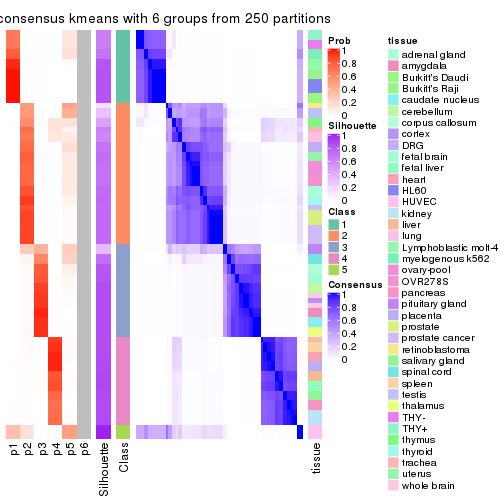 consensus kmeans with 6 groups from 250 partitions
Prob
1
0.8
0.6
0.4
0.2
0
Silhouette
1
0.8
0.6
0.4
0.2
0
Class
1
2
3
4
5
Consensus
1
0.8
0.6
0.4
0.2
0
tissue
adrenal gland
amygdala
Burkitt's Daudi
Burkitt's Raji
caudate nucleus
cerebellum
corpus callosum
cortex
DRG
fetal brain
fetal liver
heart
HL60
HUVEC
kidney
liver
lung
Lymphoblastic molt-4
myelogenous k562
ovary-pool
OVR278S
pancreas
pituitary gland
placenta
prostate
prostate cancer
retinoblastoma
salivary gland
spinal cord
spleen
testis
thalamus
THY-
THY+
thymus
thyroid
trachea
uterus
whole brain
p1
p2
p3
p4
p5
p6
Silhouette
Class
tissue